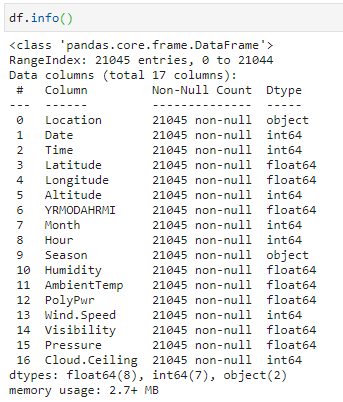 df.info()
<class 'pandas.core.frame.DataFrame'>
RangeIndex: 21045 entries, 0 to 21044
Data columns (total 17 columns):
 #   Column         Non-Null Count  Dtype
---  ------         --------------  -----
 0   Location       21045 non-null  object
 1   Date           21045 non-null  int64
 2   Time           21045 non-null  int64
 3   Latitude       21045 non-null  float64
 4   Longitude      21045 non-null  float64
 5   Altitude       21045 non-null  int64
 6   YRMODAHRMI     21045 non-null  float64
 7   Month          21045 non-null  int64
 8   Hour           21045 non-null  int64
 9   Season         21045 non-null  object
 10  Humidity       21045 non-null  float64
 11  AmbientTemp    21045 non-null  float64
 12  PolyPwr        21045 non-null  float64
 13  Wind.Speed     21045 non-null  int64
 14  Visibility     21045 non-null  float64
 15  Pressure       21045 non-null  float64
 16  Cloud.Ceiling  21045 non-null  int64
dtypes: float64(8), int64(7), object(2)
memory usage: 2.7+ MB